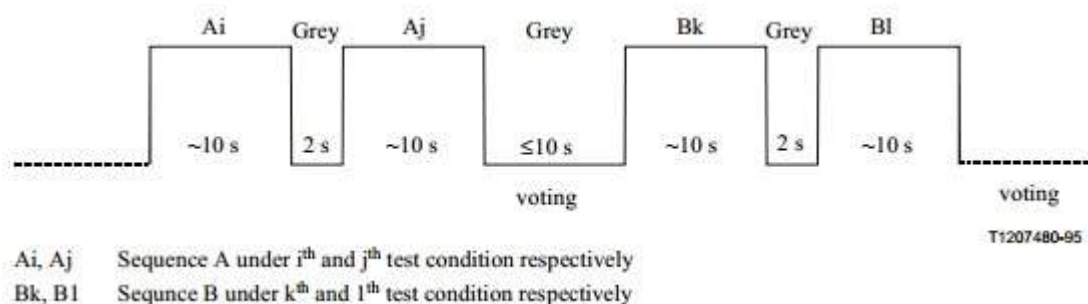 Ai Grey Aj Grey Bk Grey Bl
~10 s 2 s ~10 s ≤10 s ~10 s 2 s ~10 s
voting voting
T1207480-95
Ai, Aj Sequence A under iᵗʰ and jᵗʰ test condition respectively
Bk, B1 Sequnce B under kᵗʰ and 1ᵗʰ test condition respectively